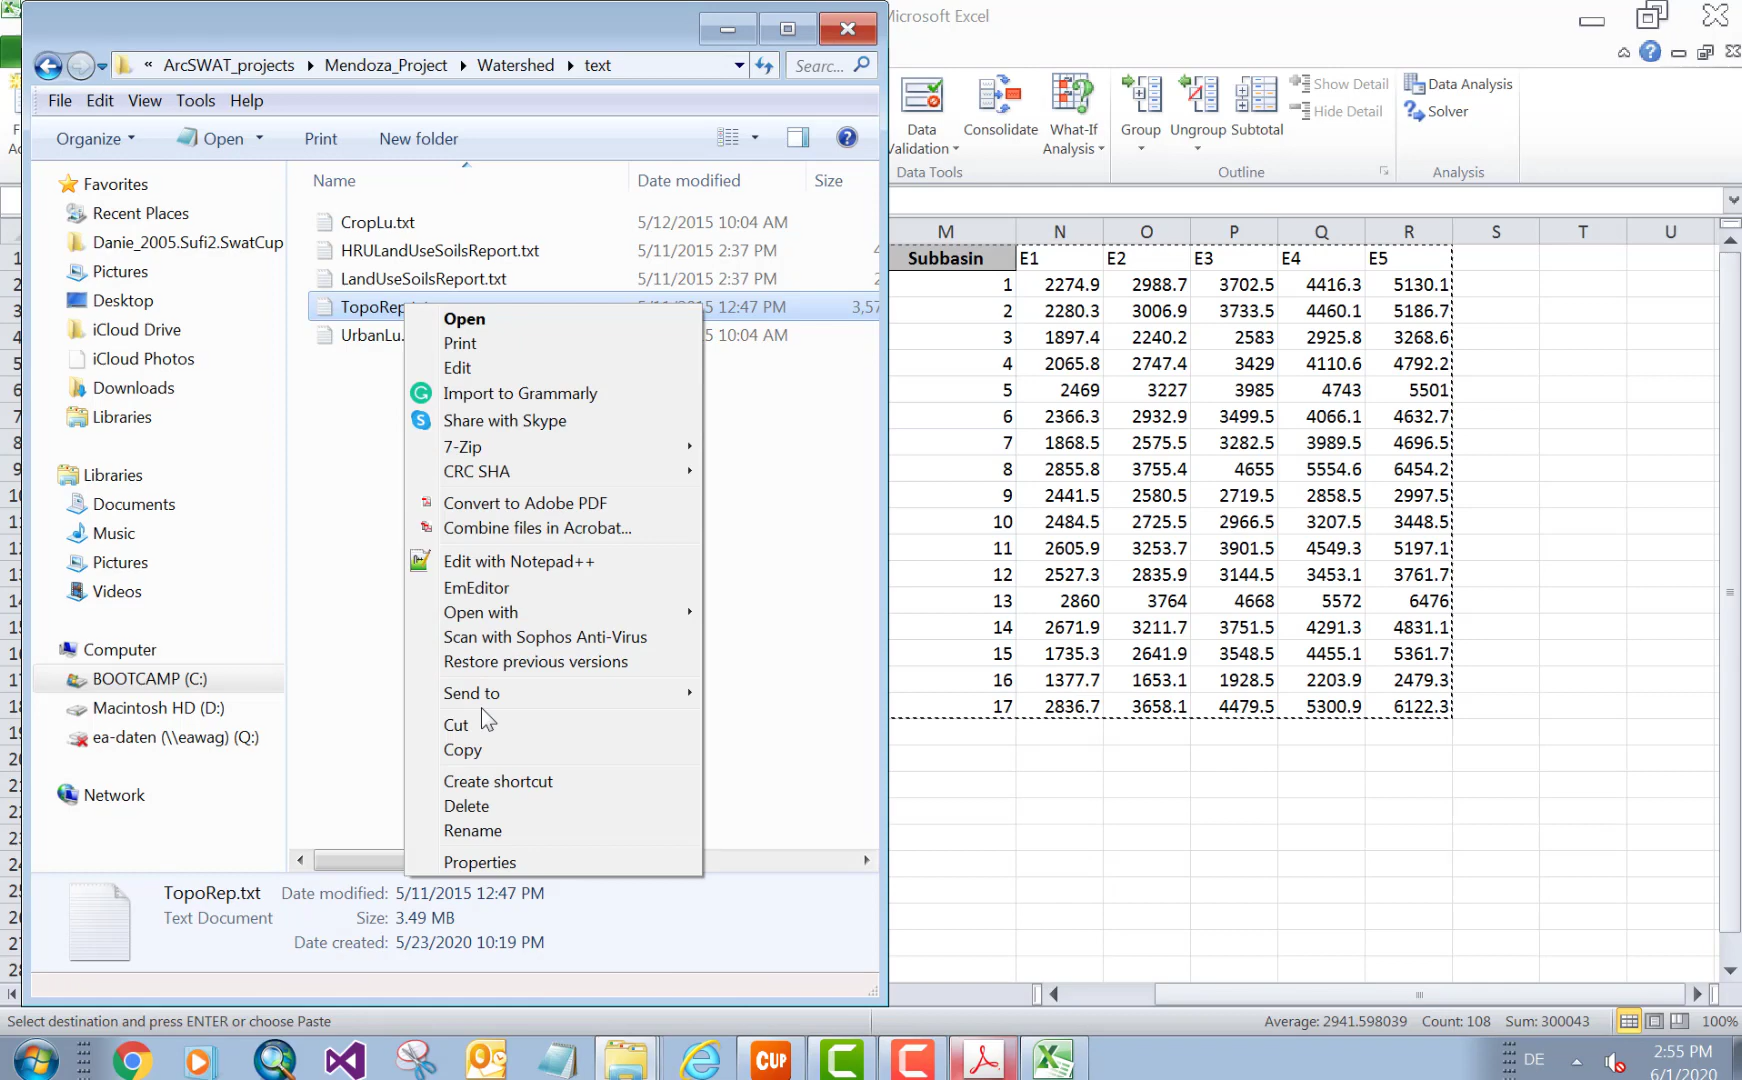 Microsoft Excel
« ArcSWAT_projects Mendoza_Project Watershed text
Searc...
File Edit View Tools Help
Organize Open Print New folder
Name Date modified Size
Favorites
Recent Places
Danie_2005.Sufi2.SwatCup
Pictures
Desktop
iCloud Drive
iCloud Photos
Downloads
Libraries
Libraries
Documents
Music
Pictures
Videos
Computer
BOOTCAMP (C:)
Macintosh HD (D:)
ea-daten (\\eawag) (Q:)
Network
CropLu.txt 5/12/2015 10:04 AM
HRULandUseSoilsReport.txt 5/11/2015 2:37 PM 4
LandUseSoilsReport.txt 5/11/2015 2:37 PM 2
TopoRep 5/11/2015 12:47 PM 3,57
UrbanLu. 10:04 AM
Open
Print
Edit
Import to Grammarly
Share with Skype
7-Zip
CRC SHA
Convert to Adobe PDF
Combine files in Acrobat...
Edit with Notepad++
EmEditor
Open with
Scan with Sophos Anti-Virus
Restore previous versions
Send to
Cut
Copy
Create shortcut
Delete
Rename
Properties
TopoRep.txt Date modified: 5/11/2015 12:47 PM
Text Document Size: 3.49 MB
Date created: 5/23/2020 10:19 PM
Data Validation
Consolidate
What-If Analysis
Data Tools
Group
Ungroup
Subtotal
Show Detail
Hide Detail
Outline
Data Analysis
Solver
Analysis
M N O P Q R S T U
Subbasin E1 E2 E3 E4 E5
1 2274.9 2988.7 3702.5 4416.3 5130.1
2 2280.3 3006.9 3733.5 4460.1 5186.7
3 1897.4 2240.2 2583 2925.8 3268.6
4 2065.8 2747.4 3429 4110.6 4792.2
5 2469 3227 3985 4743 5501
6 2366.3 2932.9 3499.5 4066.1 4632.7
7 1868.5 2575.5 3282.5 3989.5 4696.5
8 2855.8 3755.4 4655 5554.6 6454.2
9 2441.5 2580.5 2719.5 2858.5 2997.5
10 2484.5 2725.5 2966.5 3207.5 3448.5
11 2605.9 3253.7 3901.5 4549.3 5197.1
12 2527.3 2835.9 3144.5 3453.1 3761.7
13 2860 3764 4668 5572 6476
14 2671.9 3211.7 3751.5 4291.3 4831.1
15 1735.3 2641.9 3548.5 4455.1 5361.7
16 1377.7 1653.1 1928.5 2203.9 2479.3
17 2836.7 3658.1 4479.5 5300.9 6122.3
Select destination and press ENTER or choose Paste
Average: 2941.598039 Count: 108 Sum: 300043 100%
CUP
DE
2:55 PM
6/1/2020